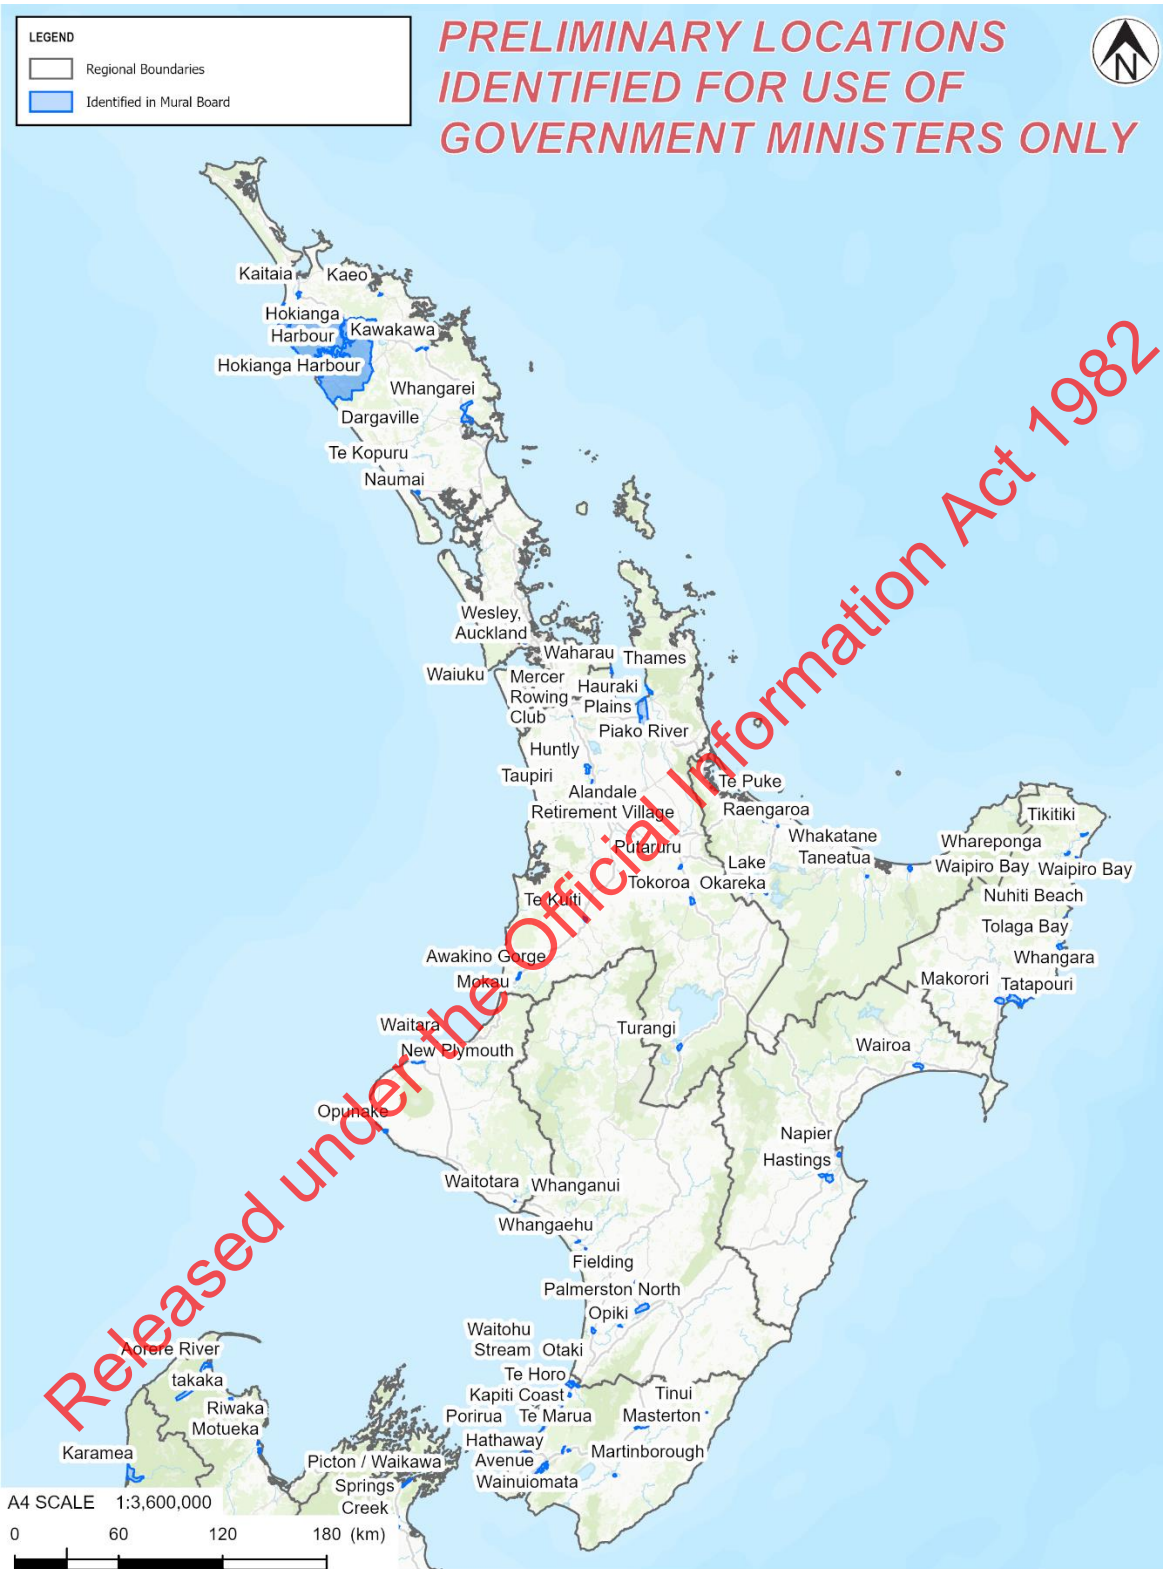 LEGEND
Regional Boundaries
Identified in Mural Board
PRELIMINARY LOCATIONS
IDENTIFIED FOR USE OF
GOVERNMENT MINISTERS ONLY
N
Kaitaia
Kaeo
Hokianga
Harbour
Kawakawa
Hokianga Harbour
Whangarei
Dargaville
Te Kopuru
Naumai
Wesley,
Auckland
Waharau
Thames
Waiuku
Mercer
Rowing
Club
Hauraki
Plains
Piako River
Huntly
Taupiri
Alandale
Retirement Village
Te Puke
Raengaroa
Putaruru
Whakatane
Taneatua
Lake
Okareka
Tokoroa
Te Kuiti
Tikitiki
Whareponga
Waipiro Bay
Waipiro Bay
Nuhiti Beach
Tolaga Bay
Whangara
Makorori
Tatapouri
Awakino Gorge
Mokau
Waitara
New Plymouth
Turangi
Wairoa
Opunake
Napier
Hastings
Waitotara
Whanganui
Whangaehu
Fielding
Palmerston North
Opiki
Waitohu
Stream
Otaki
Te Horo
Kapiti Coast
Tinui
Porirua
Te Marua
Masterton
Hathaway
Avenue
Martinborough
Wainuiomata
Aorere River
takaka
Riwaka
Motueka
Karamea
Picton / Waikawa
Springs
Creek
A4 SCALE 1:3,600,000
0 60 120 180 (km)
Released under the Official Information Act 1982